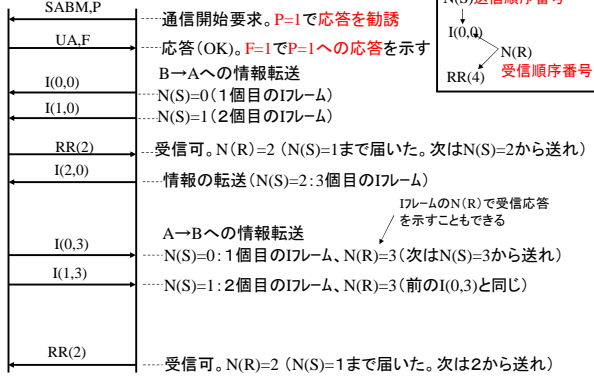 SABM,P
通信開始要求。P=1で応答を勧誘
UA,F
応答(OK)。F=1でP=1への応答を示す
N(S)送信順序番号
I(0,0)
N(R)
受信順序番号
RR(4)
B→Aへの情報転送
I(0,0)
N(S)=0(1個目のIフレーム)
I(1,0)
N(S)=1(2個目のIフレーム)
RR(2)
受信可。N(R)=2 (N(S)=1まで届いた。次はN(S)=2から送れ)
I(2,0)
情報の転送(N(S)=2:3個目のIフレーム)
IフレームのN(R)で受信応答
を示すこともできる
A→Bへの情報転送
I(0,3)
N(S)=0:1個目のIフレーム、N(R)=3(次はN(S)=3から送れ)
I(1,3)
N(S)=1:2個目のIフレーム、N(R)=3(前のI(0,3)と同じ)
RR(2)
受信可。N(R)=2 (N(S)=1まで届いた。次は2から送れ)